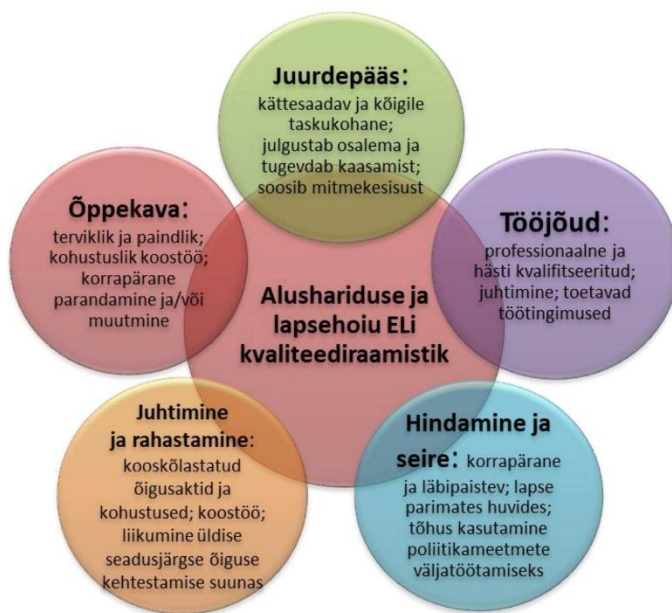 Juurdepääs:
kättesaadav ja kõigile
taskukohane;
julgustab osalema ja
tugevdab kaasamist;
soosib mitmekesisust
Õppekava:
terviklik ja paindlik;
kohustuslik koostöö;
korrapärane
parandamine ja/või
muutmine
Tööjõud:
professionaalne ja
hästi kvalifitseeritud;
juhtimine; toetavad
töötingimused
Alushariduse ja
lapsehoiu ELi
kvaliteediraamistik
Juhtimine
ja rahastamine:
kooskõlastatud
õigusaktid ja
kohustused; koostöö;
liikumine üldise
seadusjärgse õiguse
kehtestamise suunas
Hindamine ja
seire: korrapärane
ja läbipaistev; lapse
parimates huvides;
tõhus kasutamine
poliitikameetmete
väljatöötamiseks